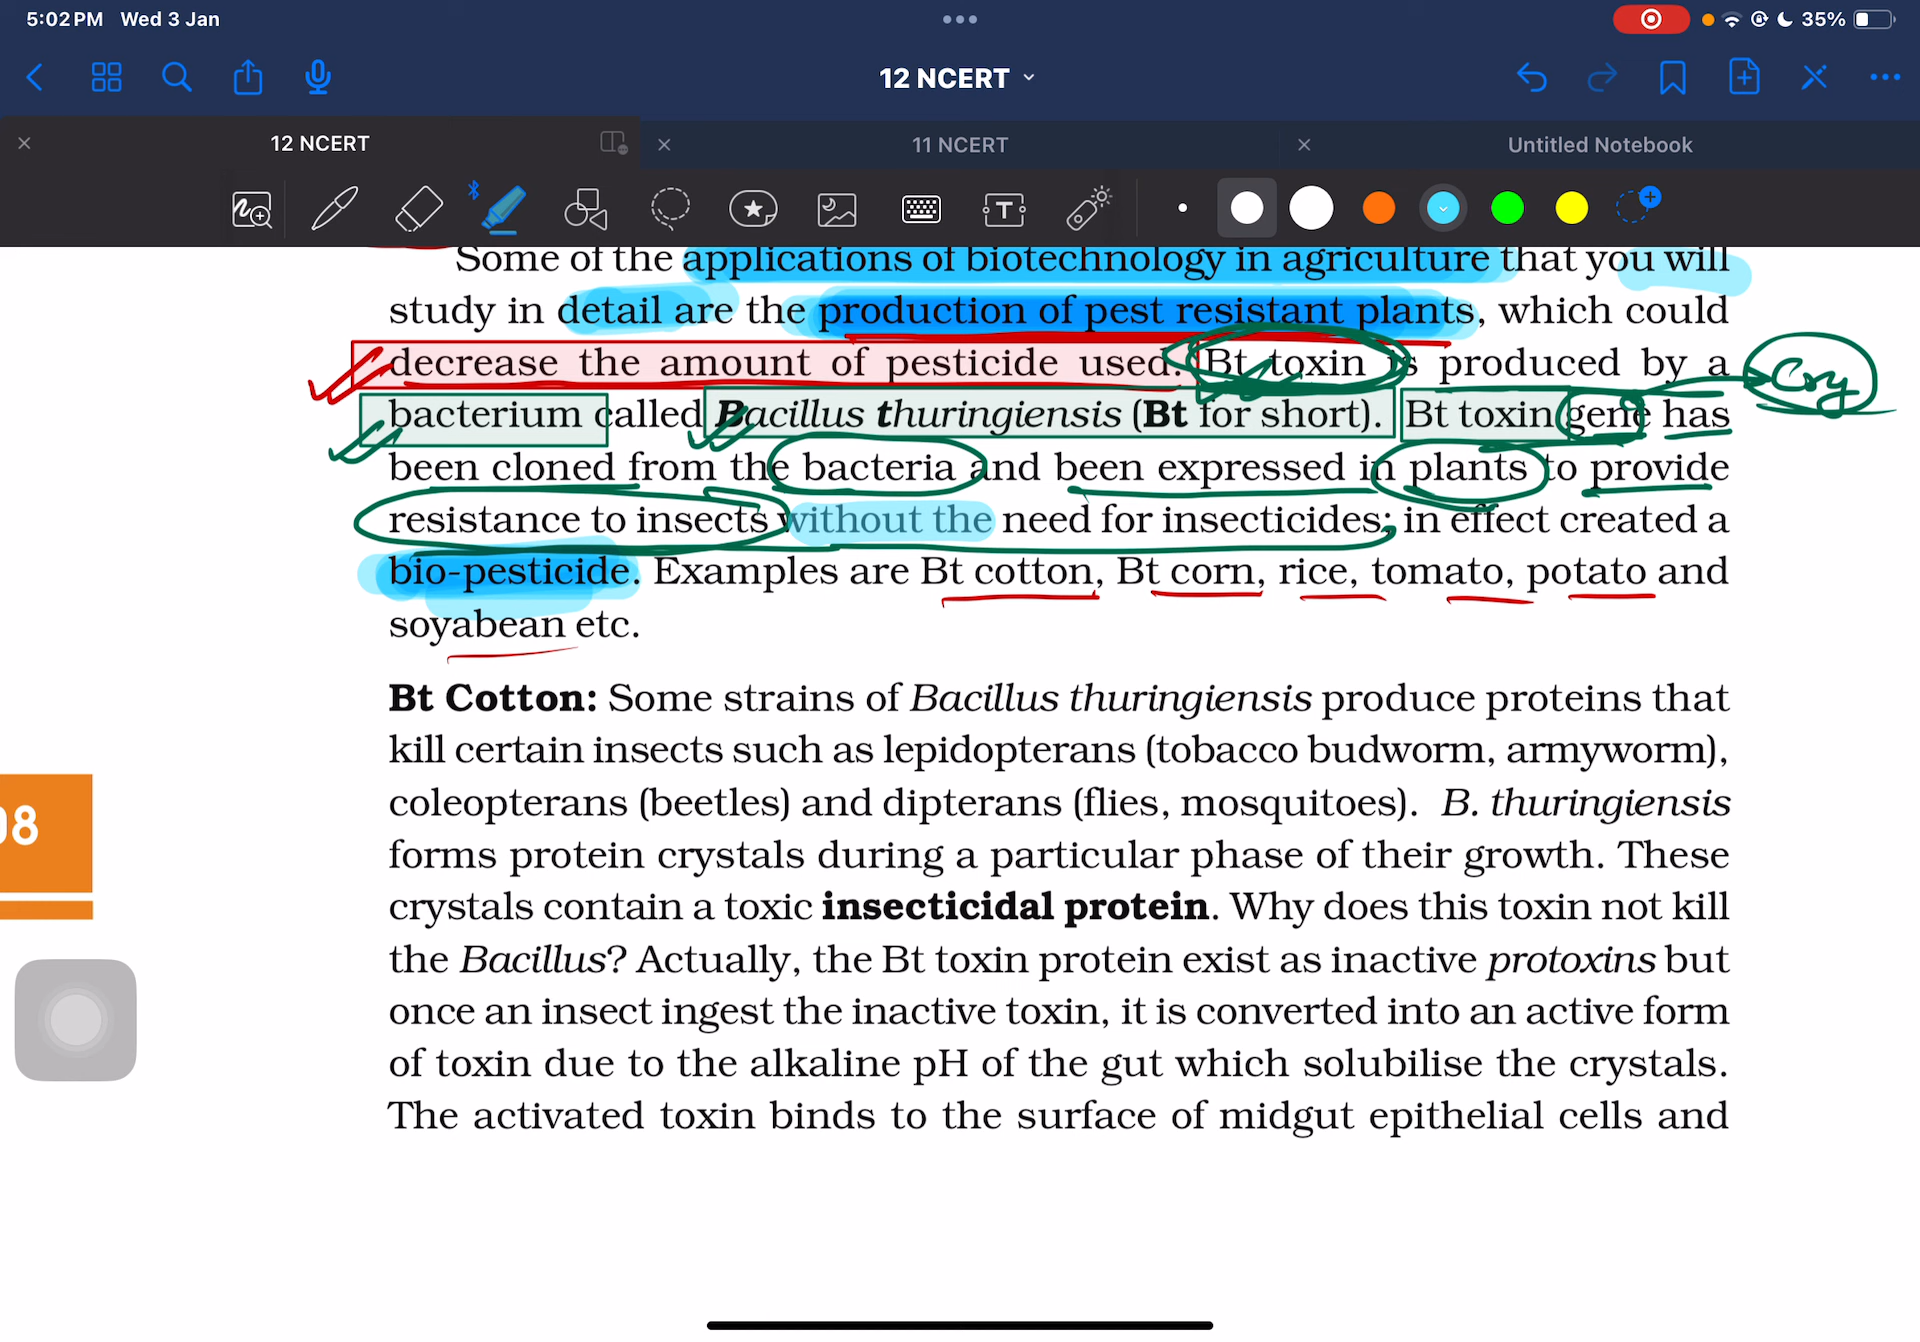 5:02 PM Wed 3 Jan
35%
12 NCERT
12 NCERT
11 NCERT
Untitled Notebook
T
Some of the applications of biotechnology in agriculture that you will
study in detail are the production of pest resistant plants, which could
decrease the amount of pesticide used. Bt toxin is produced by a
Cry
bacterium called Bacillus thuringiensis (Bt for short). Bt toxin gene has
been cloned from the bacteria and been expressed in plants to provide
resistance to insects without the need for insecticides; in effect created a
bio-pesticide. Examples are Bt cotton, Bt corn, rice, tomato, potato and
soyabean etc.
Bt Cotton: Some strains of Bacillus thuringiensis produce proteins that
kill certain insects such as lepidopterans (tobacco budworm, armyworm),
coleopterans (beetles) and dipterans (flies, mosquitoes). B. thuringiensis
forms protein crystals during a particular phase of their growth. These
crystals contain a toxic insecticidal protein. Why does this toxin not kill
the Bacillus? Actually, the Bt toxin protein exist as inactive protoxins but
once an insect ingest the inactive toxin, it is converted into an active form
of toxin due to the alkaline pH of the gut which solubilise the crystals.
The activated toxin binds to the surface of midgut epithelial cells and